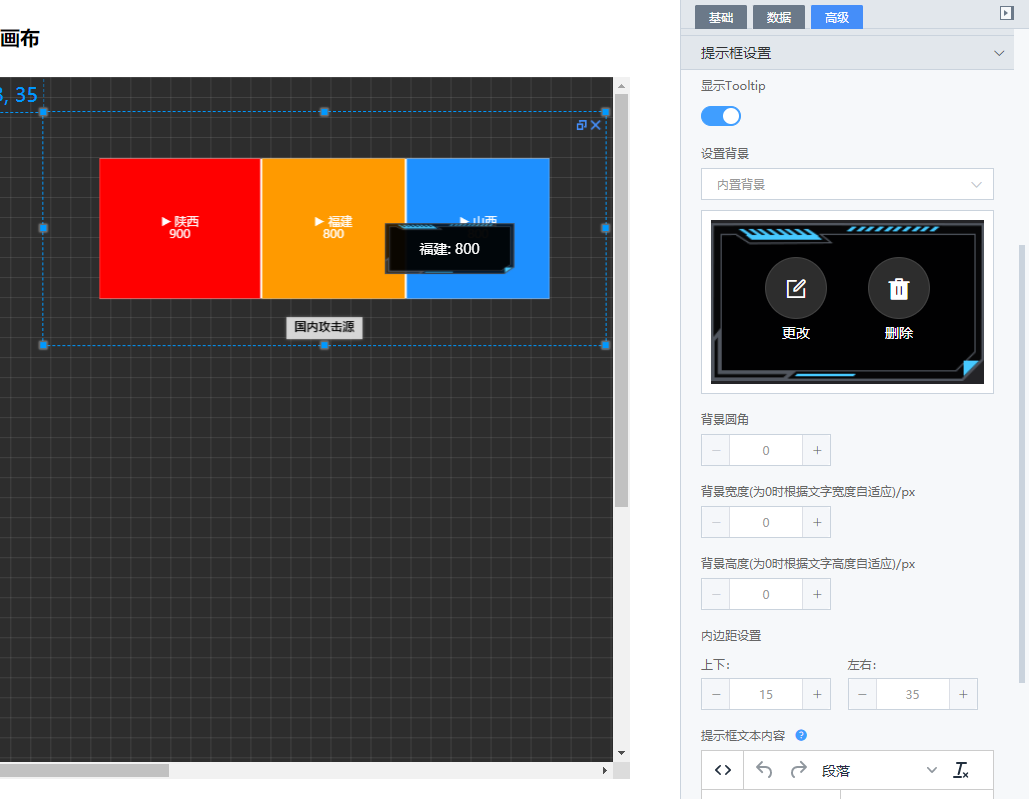 画布
3, 35
▶ 陕西
900
▶ 福建
800
▶ 山西
福建: 800
国内攻击源
基础
数据
高级
提示框设置
显示Tooltip
设置背景
内置背景
更改
删除
背景圆角
− 0 +
背景宽度(为0时根据文字宽度自适应)/px
− 0 +
背景高度(为0时根据文字高度自适应)/px
− 0 +
内边距设置
上下: 左右:
− 15 + − 35 +
提示框文本内容 ?
段落